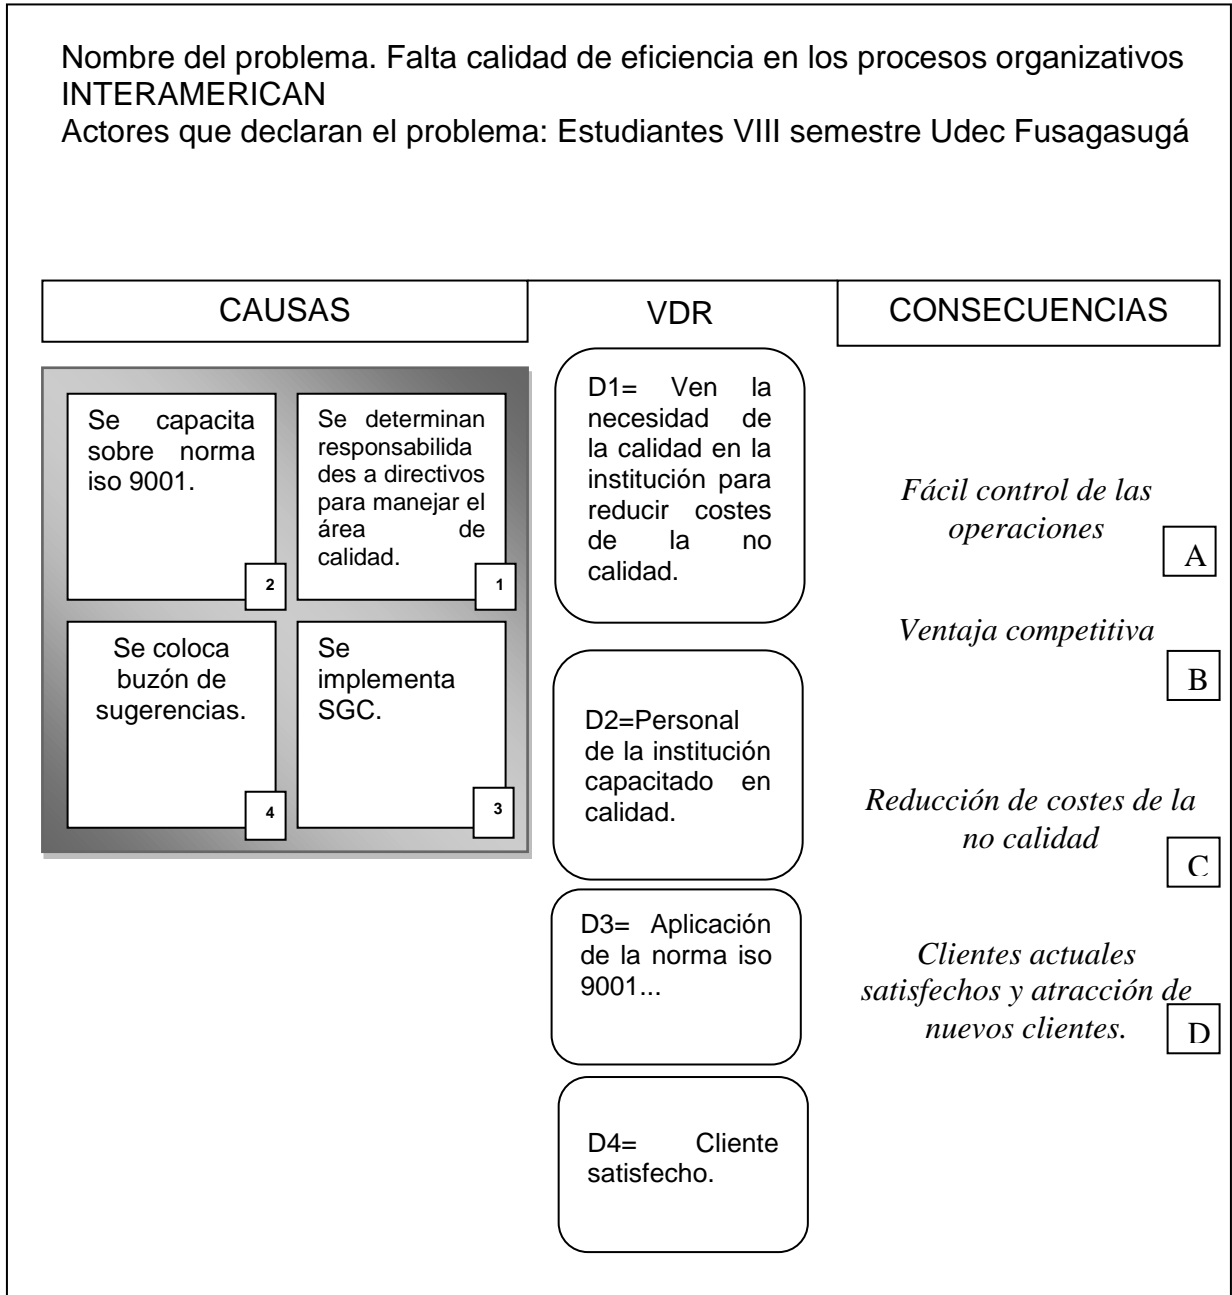 Nombre del problema. Falta calidad de eficiencia en los procesos organizativos
INTERAMERICAN
Actores que declaran el problema: Estudiantes VIII semestre Udec Fusagasugá
CAUSAS
VDR
CONSECUENCIAS
Se capacita
sobre norma
iso 9001.
2
Se determinan
responsabilida
des a directivos
para manejar el
área de
calidad.
1
Se coloca
buzón de
sugerencias.
4
Se
implementa
SGC.
3
D1= Ven la
necesidad de
la calidad en la
institución para
reducir costes
de la no
calidad.
D2=Personal
de la institución
capacitado en
calidad.
D3= Aplicación
de la norma iso
9001...
D4= Cliente
satisfecho.
Fácil control de las
operaciones
A
Ventaja competitiva
B
Reducción de costes de la
no calidad
C
Clientes actuales
satisfechos y atracción de
nuevos clientes.
D